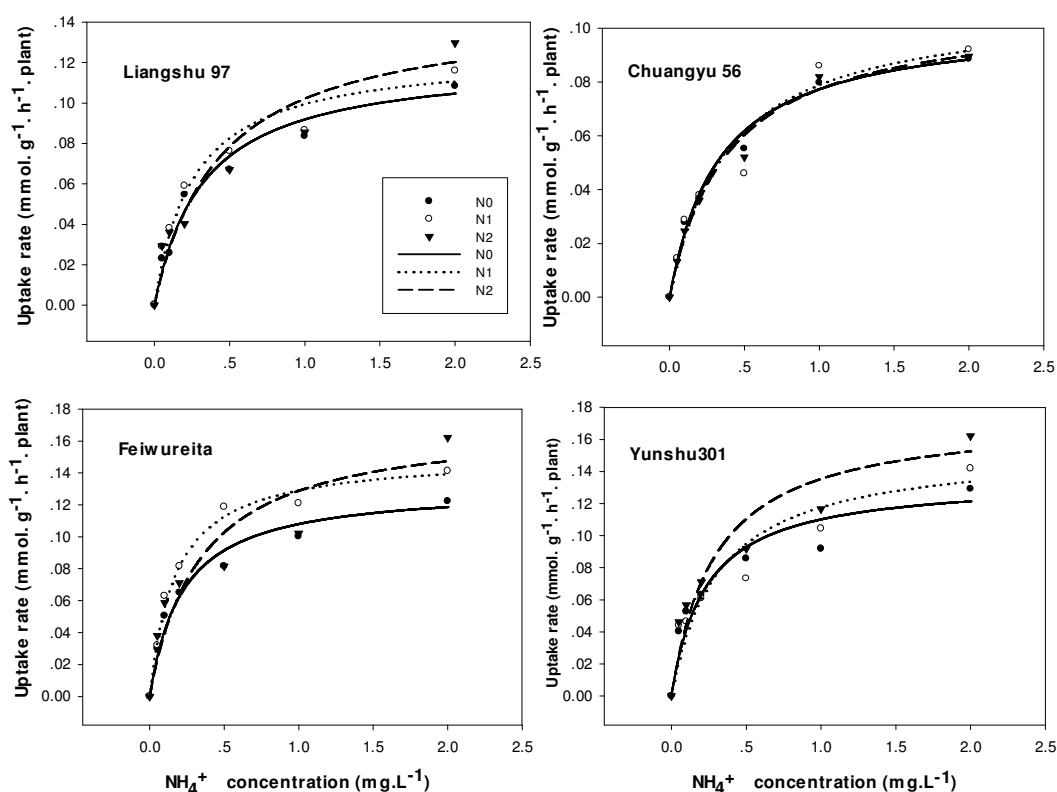 Liangshu 97
Uptake rate (mmol. g⁻¹. h⁻¹. plant)
.14
.12
.10
.08
.06
.04
.02
0.00
N0
N1
N2
N0
N1
N2
0.0 .5 1.0 1.5 2.0 2.5
Chuangyu 56
Uptake rate (mmol. g⁻¹. h⁻¹. plant)
.10
.08
.06
.04
.02
0.00
0.0 .5 1.0 1.5 2.0 2.5
Feiwureita
Uptake rate (mmol. g⁻¹. h⁻¹. plant)
.18
.16
.14
.12
.10
.08
.06
.04
.02
0.00
0.0 .5 1.0 1.5 2.0 2.5
NH₄⁺ concentration (mg.L⁻¹)
Yunshu301
Uptake rate (mmol. g⁻¹. h⁻¹. plant)
.18
.16
.14
.12
.10
.08
.06
.04
.02
0.00
0.0 .5 1.0 1.5 2.0 2.5
NH₄⁺ concentration (mg.L⁻¹)